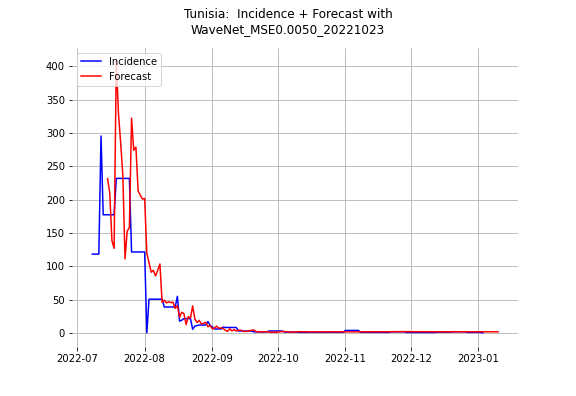 Tunisia:  Incidence + Forecast with
WaveNet_MSE0.0050_20221023
Incidence
Forecast
400
350
300
250
200
150
100
50
0
2022-07 2022-08 2022-09 2022-10 2022-11 2022-12 2023-01